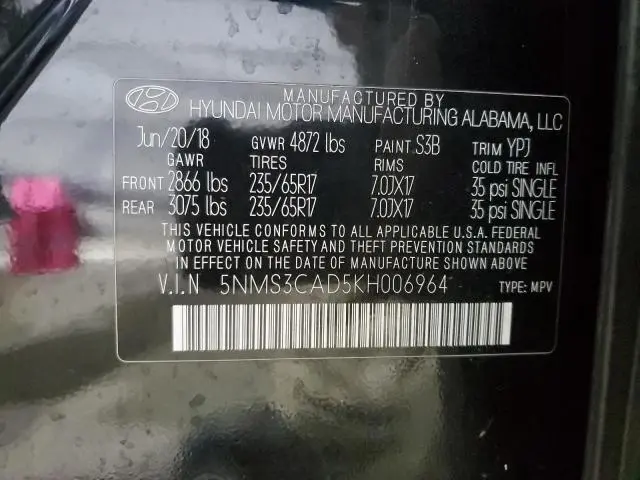 MANUFACTURED BY
HYUNDAI MOTOR MANUFACTURING ALABAMA, LLC
Jun/20/18 GVWR 4872 lbs PAINT S3B TRIM YPJ
GAWR TIRES RIMS COLD TIRE INFL
FRONT 2866 lbs 235/65R17 7.0JX17 35 psi SINGLE
REAR 3075 lbs 235/65R17 7.0JX17 35 psi SINGLE
THIS VEHICLE CONFORMS TO ALL APPLICABLE U.S.A. FEDERAL
MOTOR VEHICLE SAFETY AND THEFT PREVENTION STANDARDS
IN EFFECT ON THE DATE OF MANUFACTURE SHOWN ABOVE.
V.I.N 5NMS3CAD5KH006964 TYPE: MPV